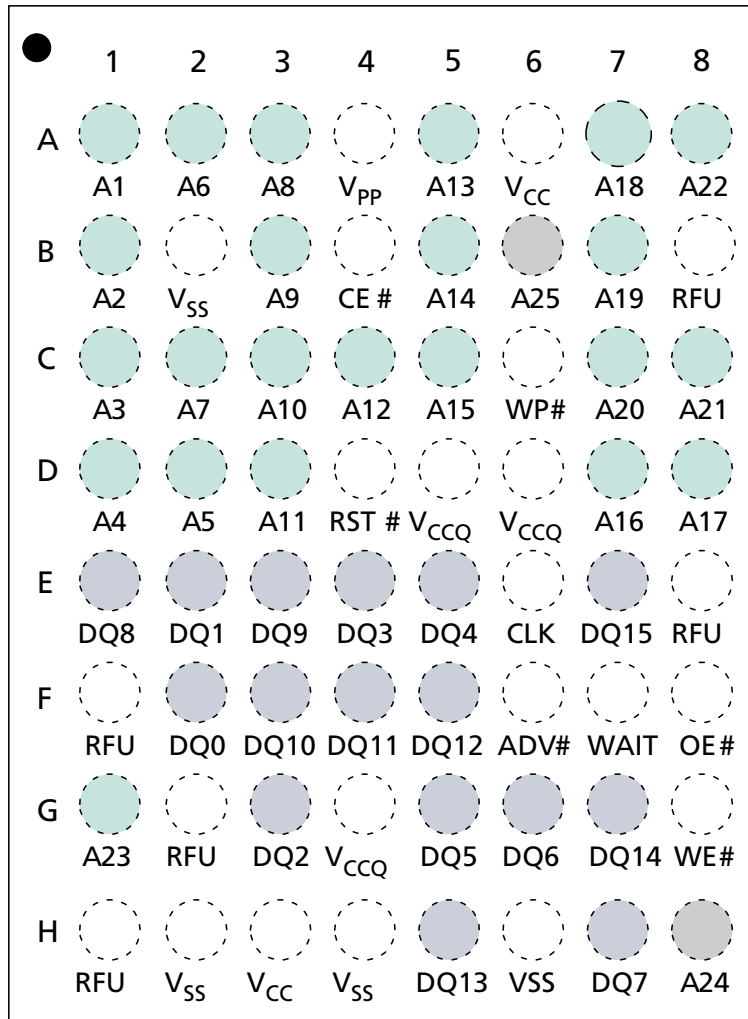 1 2 3 4 5 6 7 8
A
A1 A6 A8 VPP A13 VCC A18 A22
B
A2 VSS A9 CE # A14 A25 A19 RFU
C
A3 A7 A10 A12 A15 WP# A20 A21
D
A4 A5 A11 RST # VCCQ VCCQ A16 A17
E
DQ8 DQ1 DQ9 DQ3 DQ4 CLK DQ15 RFU
F
RFU DQ0 DQ10 DQ11 DQ12 ADV# WAIT OE #
G
A23 RFU DQ2 VCCQ DQ5 DQ6 DQ14 WE#
H
RFU VSS VCC VSS DQ13 VSS DQ7 A24